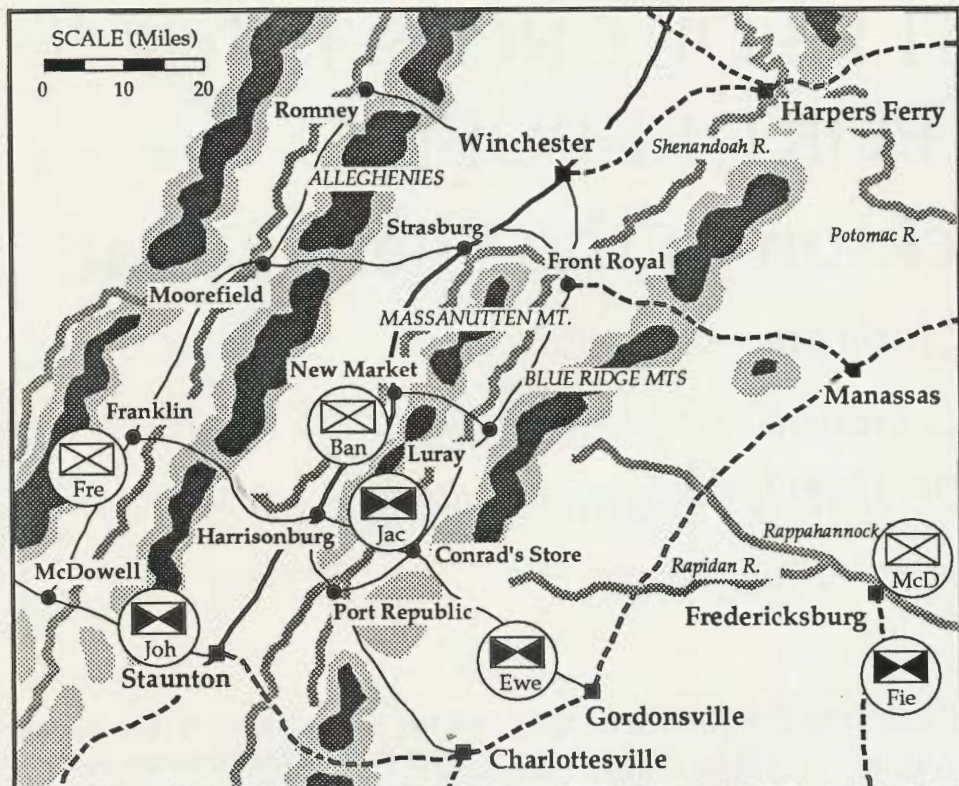 SCALE (Miles)
0 10 20
Romney
Harpers Ferry
Winchester
Shenandoah R.
ALLEGHENIES
Strasburg
Potomac R.
Front Royal
Moorefield
MASSANUTTEN MT.
New Market
BLUE RIDGE MTS
Manassas
Franklin
Ban
Luray
Fre
Jac
Harrisonburg
Rappahannock
Conrad's Store
McDowell
Rapidan R.
McD
Port Republic
Fredericksburg
Joh
Staunton
Ewe
Fie
Gordonsville
Charlottesville